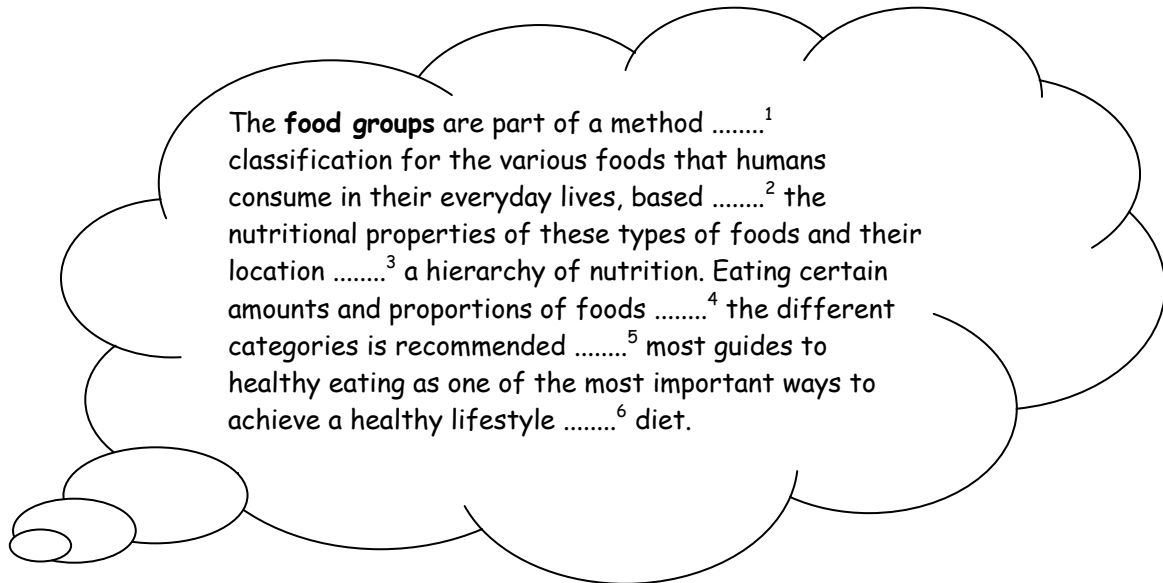 The food groups are part of a method ........1
classification for the various foods that humans
consume in their everyday lives, based ........2 the
nutritional properties of these types of foods and their
location ........3 a hierarchy of nutrition. Eating certain
amounts and proportions of foods ........4 the different
categories is recommended ........5 most guides to
healthy eating as one of the most important ways to
achieve a healthy lifestyle ........6 diet.